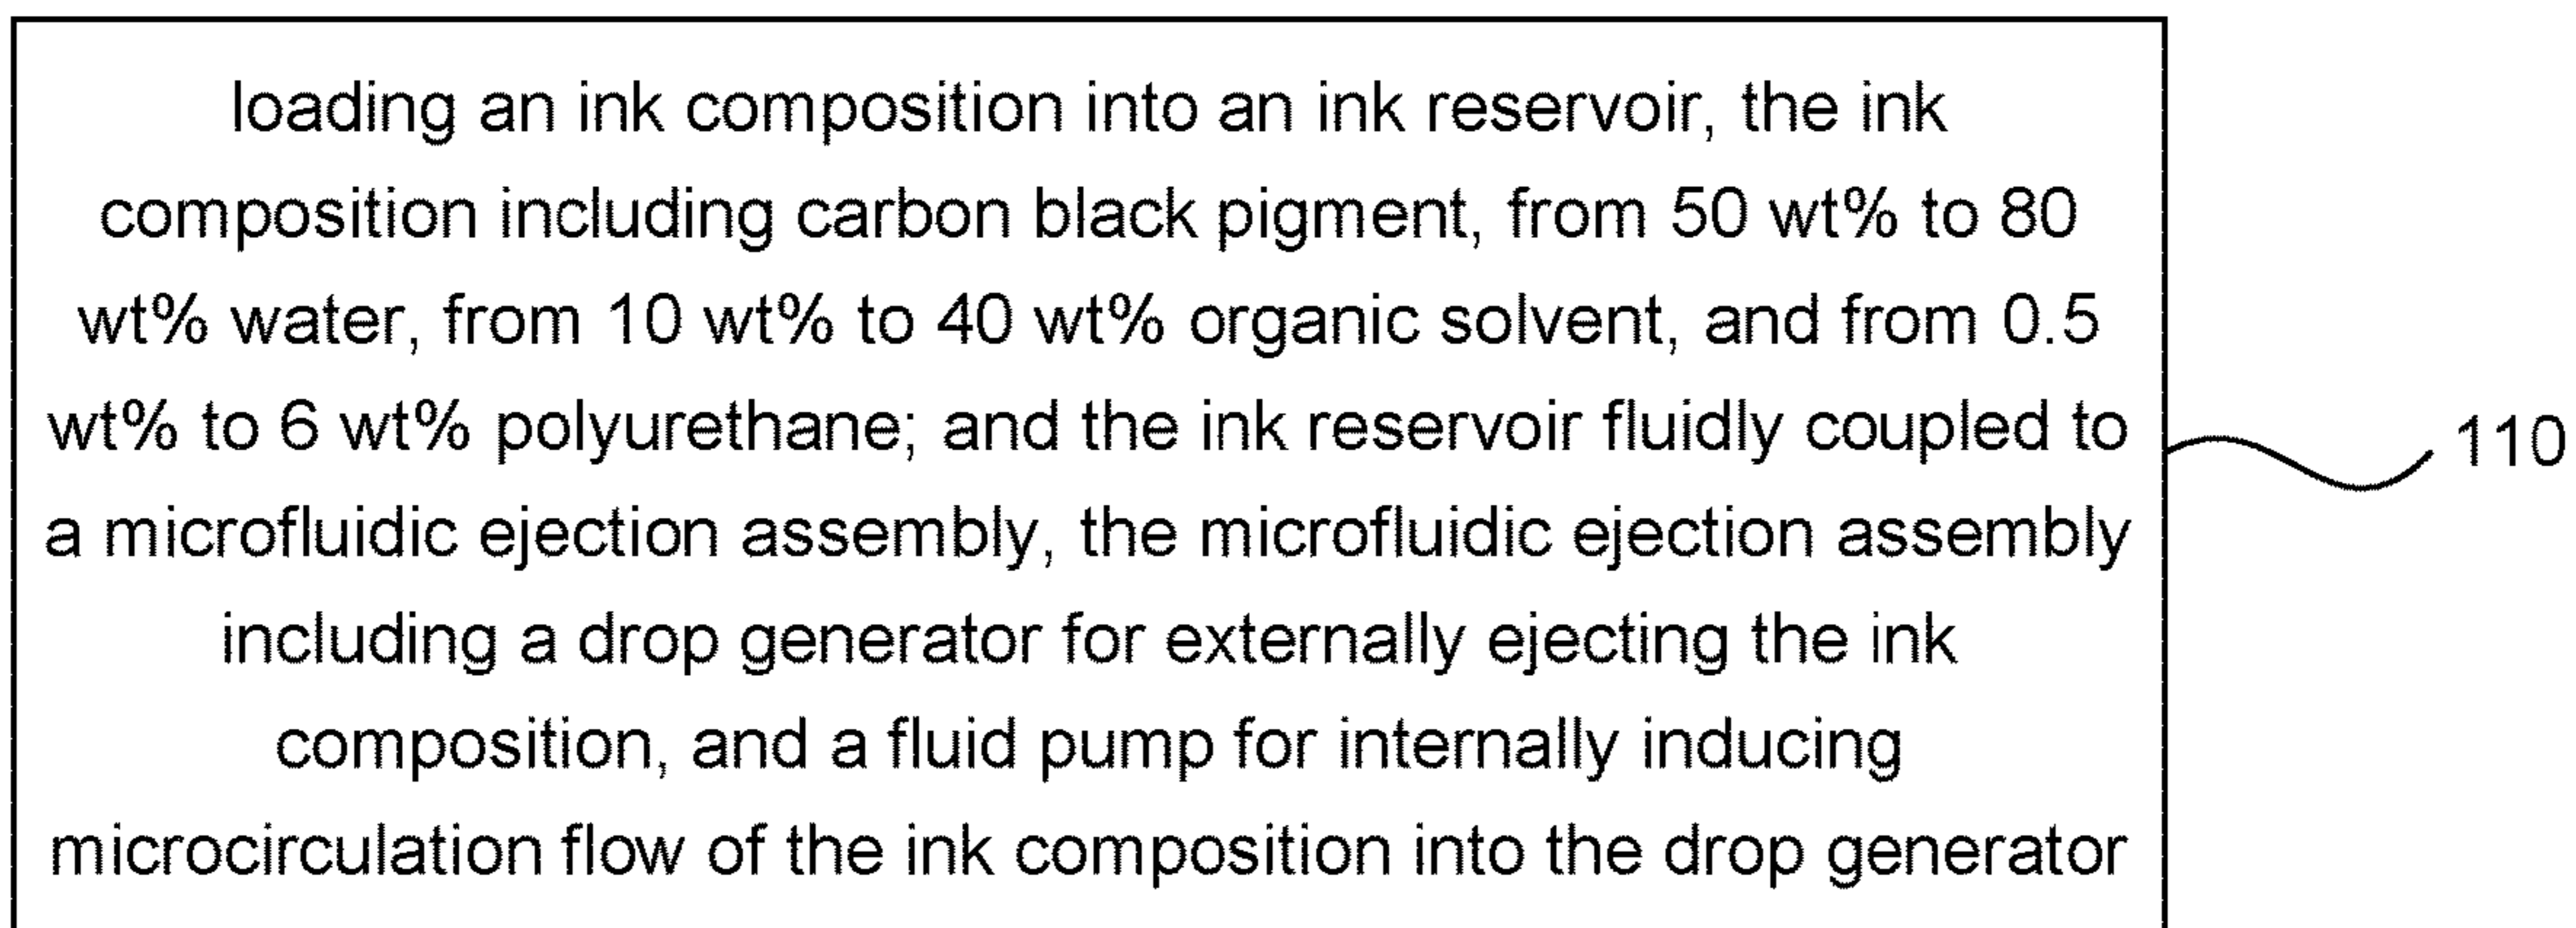 loading an ink composition into an ink reservoir, the ink
composition including carbon black pigment, from 50 wt% to 80
wt% water, from 10 wt% to 40 wt% organic solvent, and from 0.5
wt% to 6 wt% polyurethane; and the ink reservoir fluidly coupled to
a microfluidic ejection assembly, the microfluidic ejection assembly
including a drop generator for externally ejecting the ink
composition, and a fluid pump for internally inducing
microcirculation flow of the ink composition into the drop generator
110